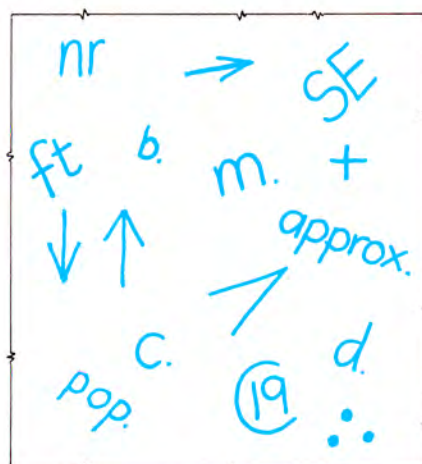 nr → SE
ft b. m. +
↓ ↑ > approx.
c. d.
pop. (19 ∴